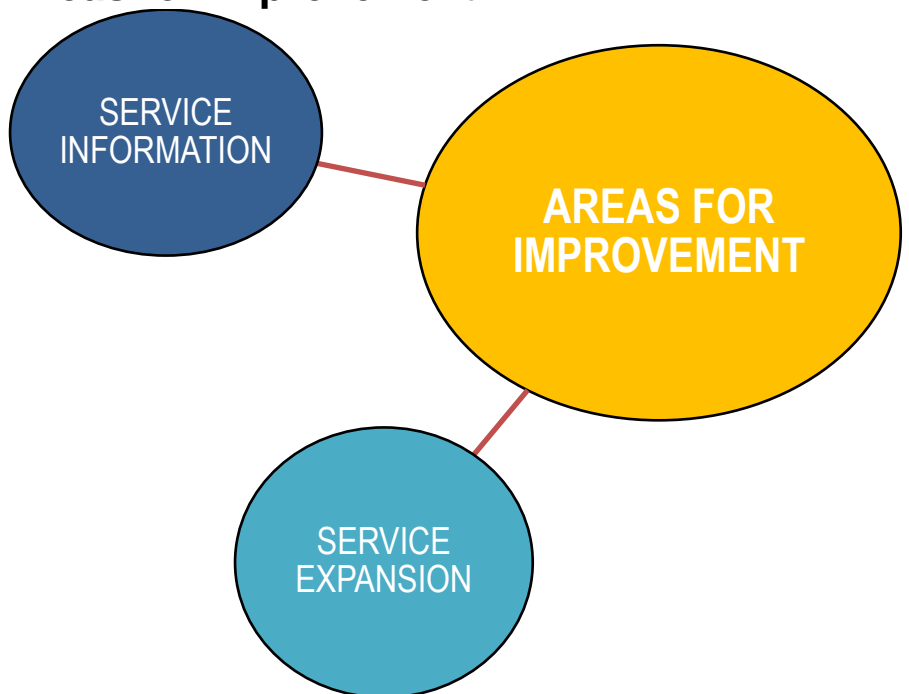 SERVICE
INFORMATION
AREAS FOR
IMPROVEMENT
SERVICE
EXPANSION